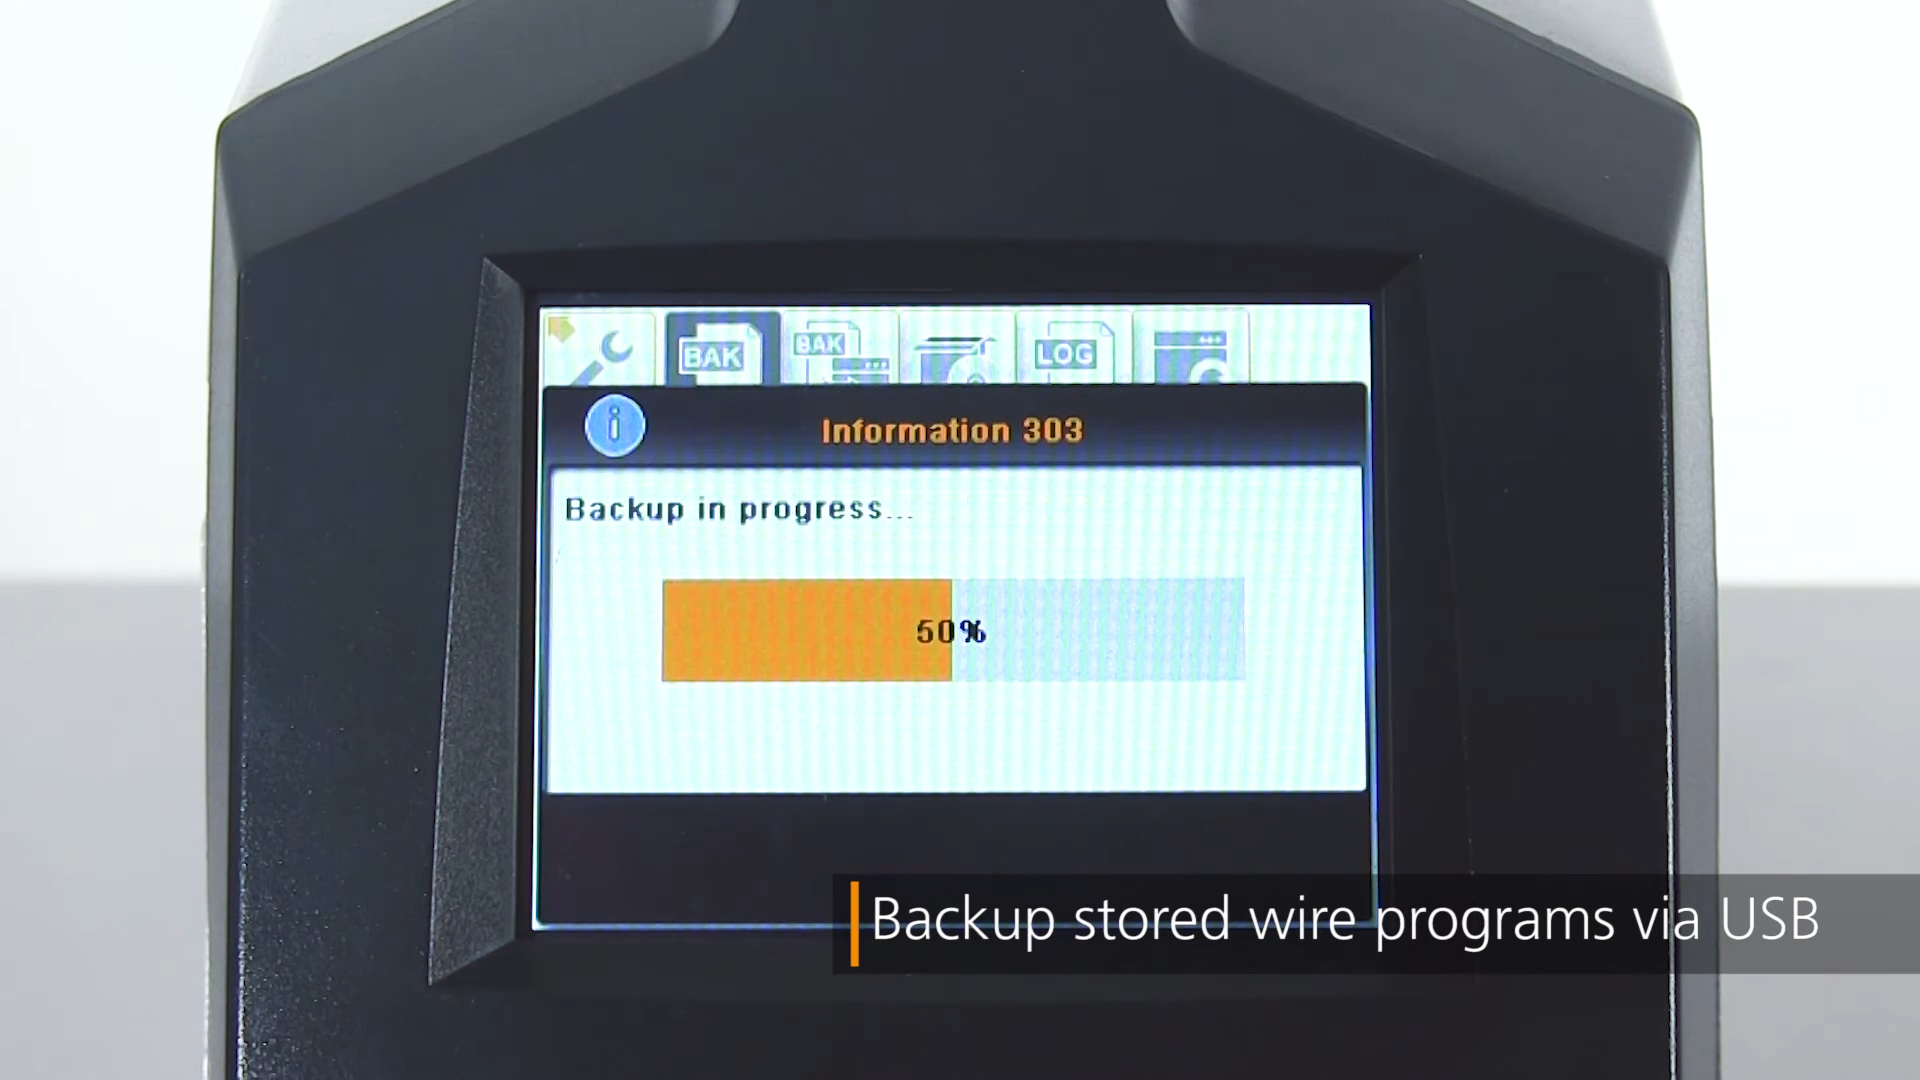 BAK
BAK
LOG
Information 303
Backup in progress...
50%
Backup stored wire programs via USB